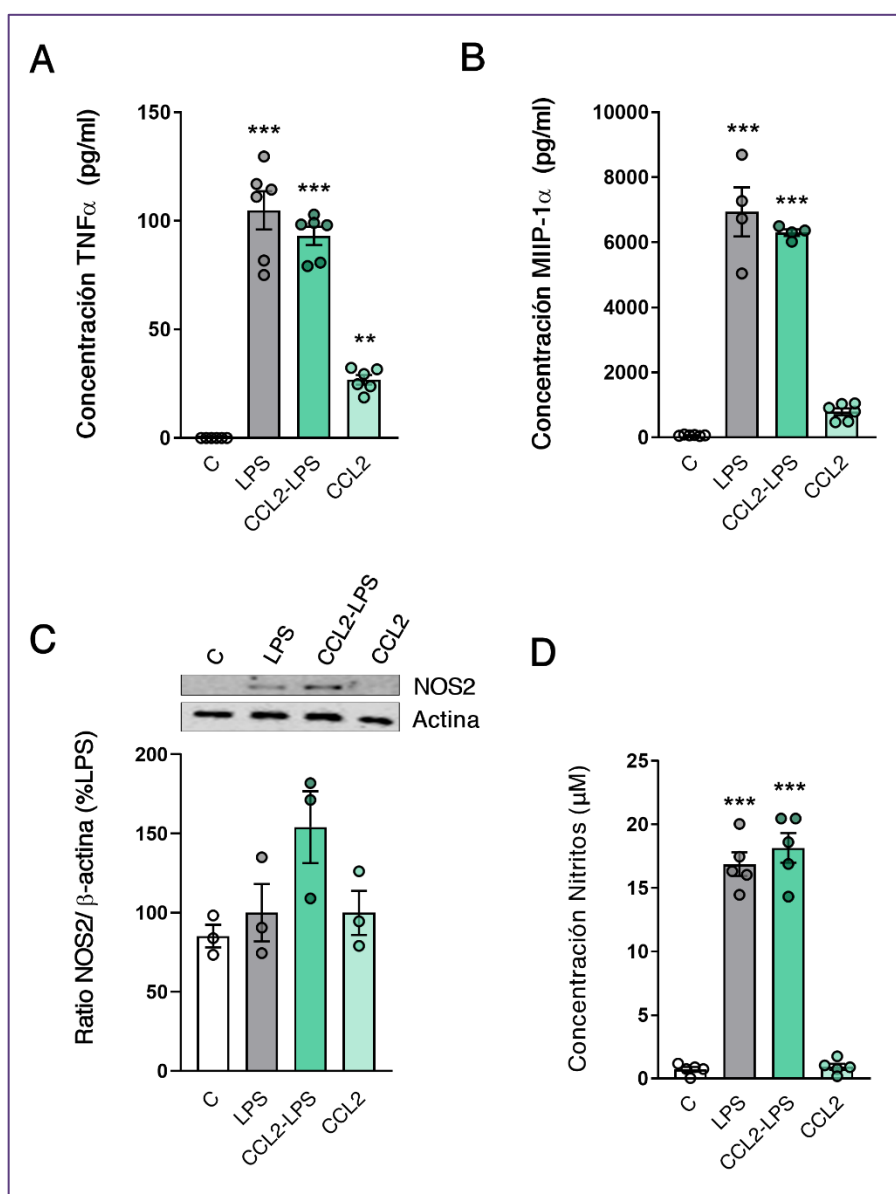 A
Concentración TNFα (pg/ml)
150
100
50
0
***
***
**
C
LPS
CCL2-LPS
CCL2
B
Concentración MIIP-1α (pg/ml)
10000
8000
6000
4000
2000
0
***
***
C
LPS
CCL2-LPS
CCL2
C
C
LPS
CCL2-LPS
CCL2
NOS2
Actina
Ratio NOS2/ β-actina (%LPS)
200
150
100
50
0
C
LPS
CCL2-LPS
CCL2
D
Concentración Nitritos (µM)
25
20
15
10
5
0
***
***
C
LPS
CCL2-LPS
CCL2